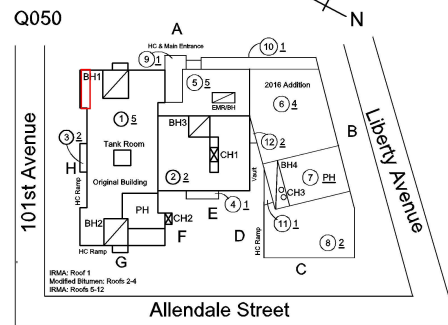 Q050
A
N
HC & Main Entrance
10 1
9 1
BH1
5 5
2016 Addition
EMR/BH
6 4
1 5
BH3
B
Liberty Avenue
101st Avenue
3 2
Tank Room
12 2
CH1
BH4
H
Vault
7 PH
Original Building
2 2
CH3
HC Ramp
PH
4 1
E
11 1
BH2
CH2
F
D
HC Ramp
8 2
G
C
IRMA: Roof 1
Modified Bitumen: Roofs 2-4
IRMA: Roofs 5-12
Allendale Street